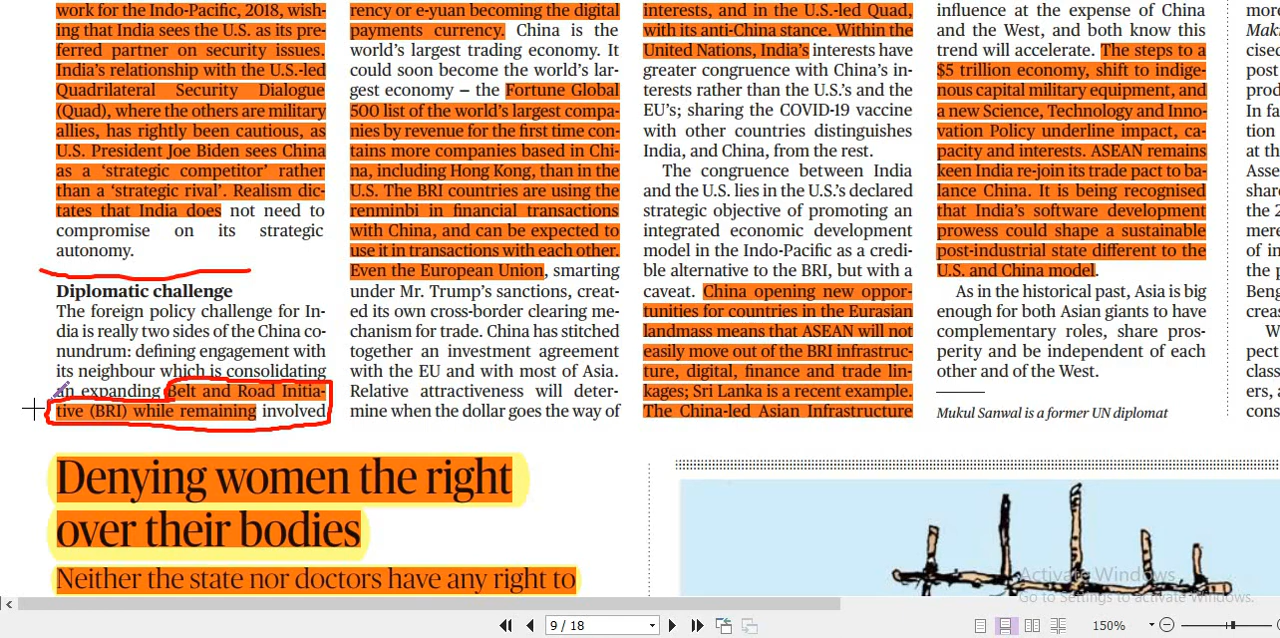 work for the Indo-Pacific, 2018, wish-
ing that India sees the U.S. as its pre-
ferred partner on security issues.
India's relationship with the U.S.-led
Quadrilateral Security Dialogue
(Quad), where the others are military
allies, has rightly been cautious, as
U.S. President Joe Biden sees China
as a 'strategic competitor' rather
than a 'strategic rival'. Realism dic-
tates that India does not need to
compromise on its strategic
autonomy.
Diplomatic challenge
The foreign policy challenge for In-
dia is really two sides of the China co-
nundrum: defining engagement with
its neighbour which is consolidating
an expanding Belt and Road Initia-
tive (BRI) while remaining involved
rency or e-yuan becoming the digital
payments currency. China is the
world's largest trading economy. It
could soon become the world's lar-
gest economy – the Fortune Global
500 list of the world's largest compa-
nies by revenue for the first time con-
tains more companies based in Chi-
na, including Hong Kong, than in the
U.S. The BRI countries are using the
renminbi in financial transactions
with China, and can be expected to
use it in transactions with each other.
Even the European Union, smarting
under Mr. Trump's sanctions, creat-
ed its own cross-border clearing me-
chanism for trade. China has stitched
together an investment agreement
with the EU and with most of Asia.
Relative attractiveness will deter-
mine when the dollar goes the way of
interests, and in the U.S.-led Quad,
with its anti-China stance. Within the
United Nations, India's interests have
greater congruence with China's in-
terests rather than the U.S.'s and the
EU's; sharing the COVID-19 vaccine
with other countries distinguishes
India, and China, from the rest.
The congruence between India
and the U.S. lies in the U.S.'s declared
strategic objective of promoting an
integrated economic development
model in the Indo-Pacific as a credi-
ble alternative to the BRI, but with a
caveat. China opening new oppor-
tunities for countries in the Eurasian
landmass means that ASEAN will not
easily move out of the BRI infrastruc-
ture, digital, finance and trade lin-
kages; Sri Lanka is a recent example.
The China-led Asian Infrastructure
influence at the expense of China
and the West, and both know this
trend will accelerate. The steps to a
$5 trillion economy, shift to indige-
nous capital military equipment, and
a new Science, Technology and Inno-
vation Policy underline impact, ca-
pacity and interests. ASEAN remains
keen India re-join its trade pact to ba-
lance China. It is being recognised
that India's software development
prowess could shape a sustainable
post-industrial state different to the
U.S. and China model.
As in the historical past, Asia is big
enough for both Asian giants to have
complementary roles, share pros-
perity and be independent of each
other and of the West.
Mukul Sanwal is a former UN diplomat
Denying women the right
over their bodies
Neither the state nor doctors have any right to
Activate Windows
Go to Settings to activate Windows.
9 / 18
150%